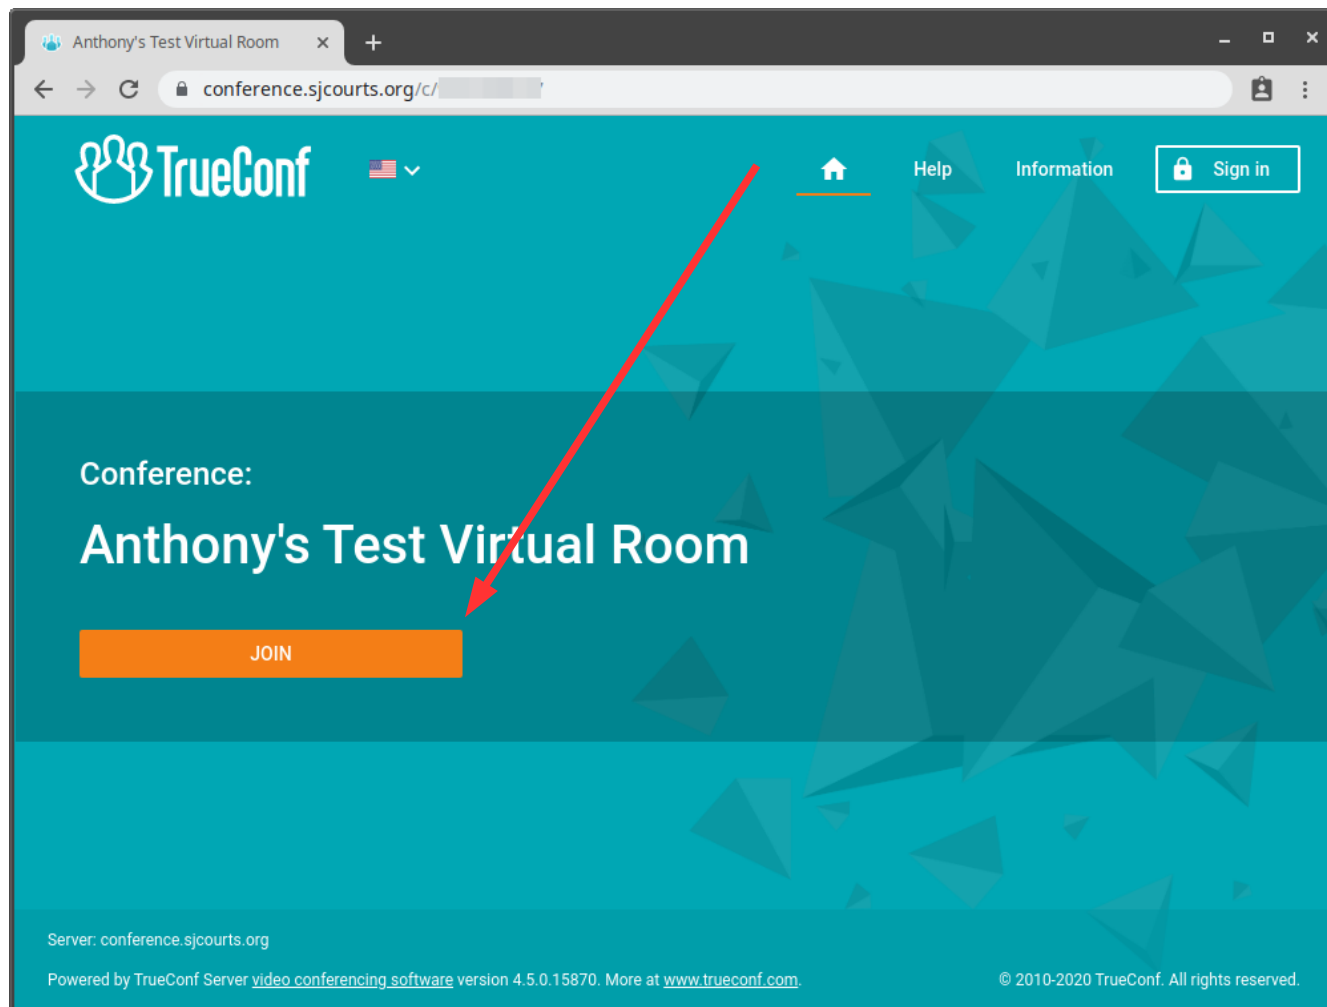 Anthony's Test Virtual Room
conference.sjcourts.org/c/
TrueConf
Help
Information
Sign in
Conference:
Anthony's Test Virtual Room
JOIN
Server: conference.sjcourts.org
Powered by TrueConf Server video conferencing software version 4.5.0.15870. More at www.trueconf.com.
© 2010-2020 TrueConf. All rights reserved.